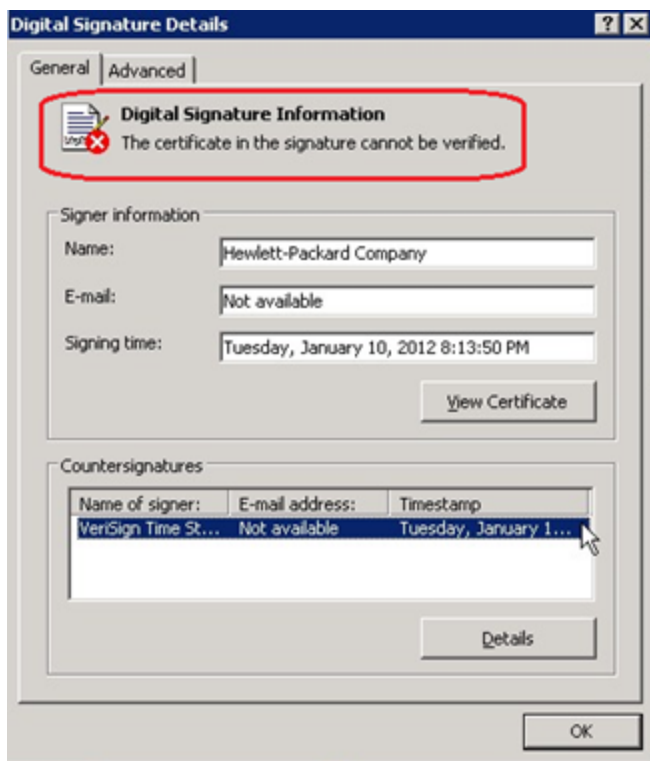 Digital Signature Details
General
Advanced
Digital Signature Information
The certificate in the signature cannot be verified.
Signer information
Name:
Hewlett-Packard Company
E-mail:
Not available
Signing time:
Tuesday, January 10, 2012 8:13:50 PM
View Certificate
Countersignatures
Name of signer: E-mail address: Timestamp
VeriSign Time St... Not available Tuesday, January 1...
Details
OK